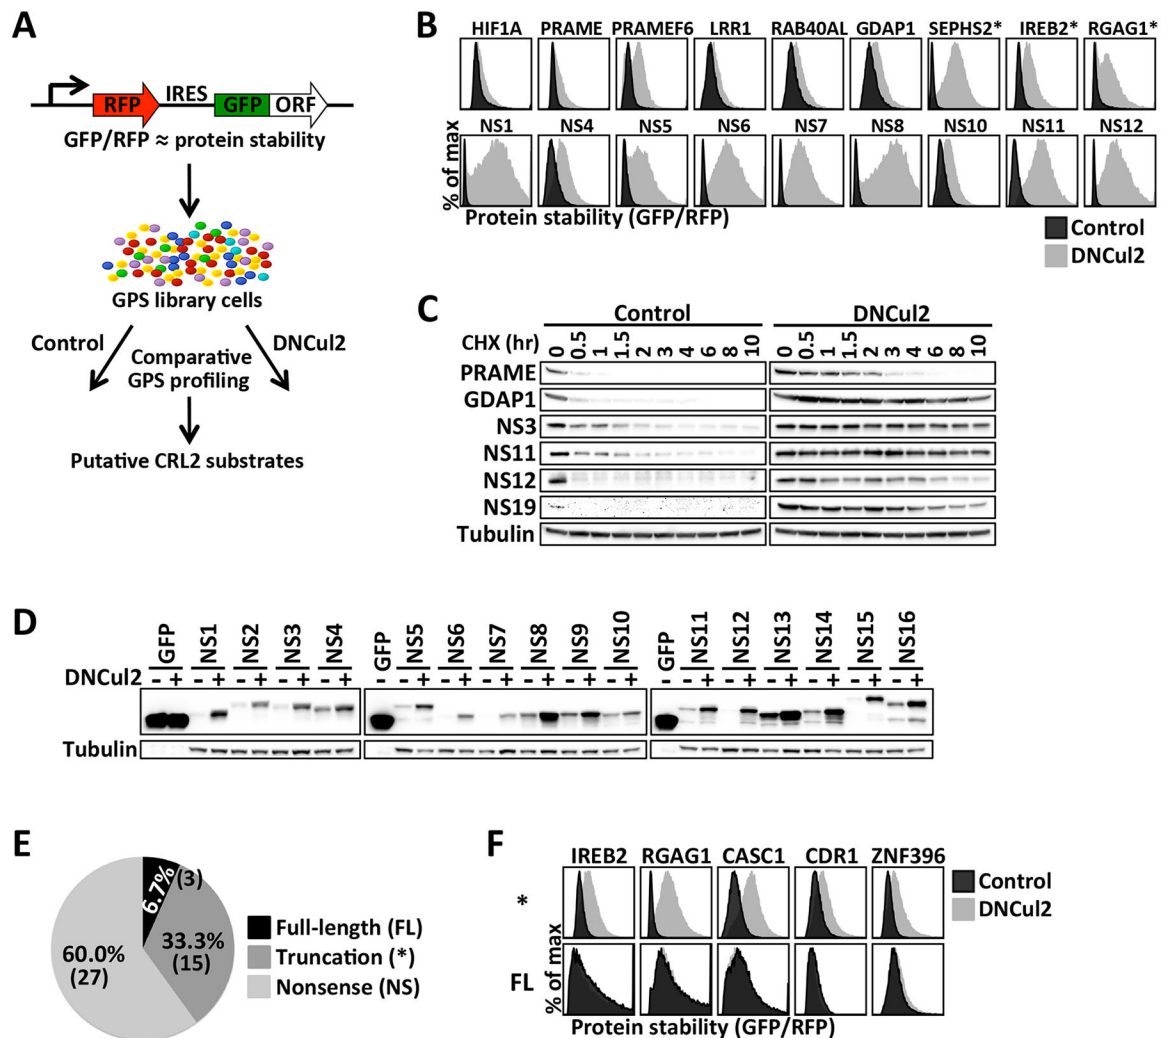 A
RFP IRES GFP ORF
GFP/RFP ≈ protein stability
GPS library cells
Control DNCul2
Comparative
GPS profiling
Putative CRL2 substrates
B
HIF1A PRAME PRAMEF6 LRR1 RAB40AL GDAP1 SEPHS2* IREB2* RGAG1*
NS1 NS4 NS5 NS6 NS7 NS8 NS10 NS11 NS12
% of max
Protein stability (GFP/RFP)
Control
DNCul2
C
Control DNCul2
CHX (hr) 0 0.5 1 1.5 2 3 4 6 8 10 0 0.5 1 1.5 2 3 4 6 8 10
PRAME
GDAP1
NS3
NS11
NS12
NS19
Tubulin
D
GFP NS1 NS2 NS3 NS4 GFP NS5 NS6 NS7 NS8 NS9 NS10 GFP NS11 NS12 NS13 NS14 NS15 NS16
DNCul2 - + - + - + - + - + - - + - + - + - + - + - + - - + - + - + - + - + - +
Tubulin
E
6.7%
(3)
33.3%
(15)
60.0%
(27)
Full-length (FL)
Truncation (*)
Nonsense (NS)
F
IREB2 RGAG1 CASC1 CDR1 ZNF396
*
FL
% of max
Protein stability (GFP/RFP)
Control
DNCul2